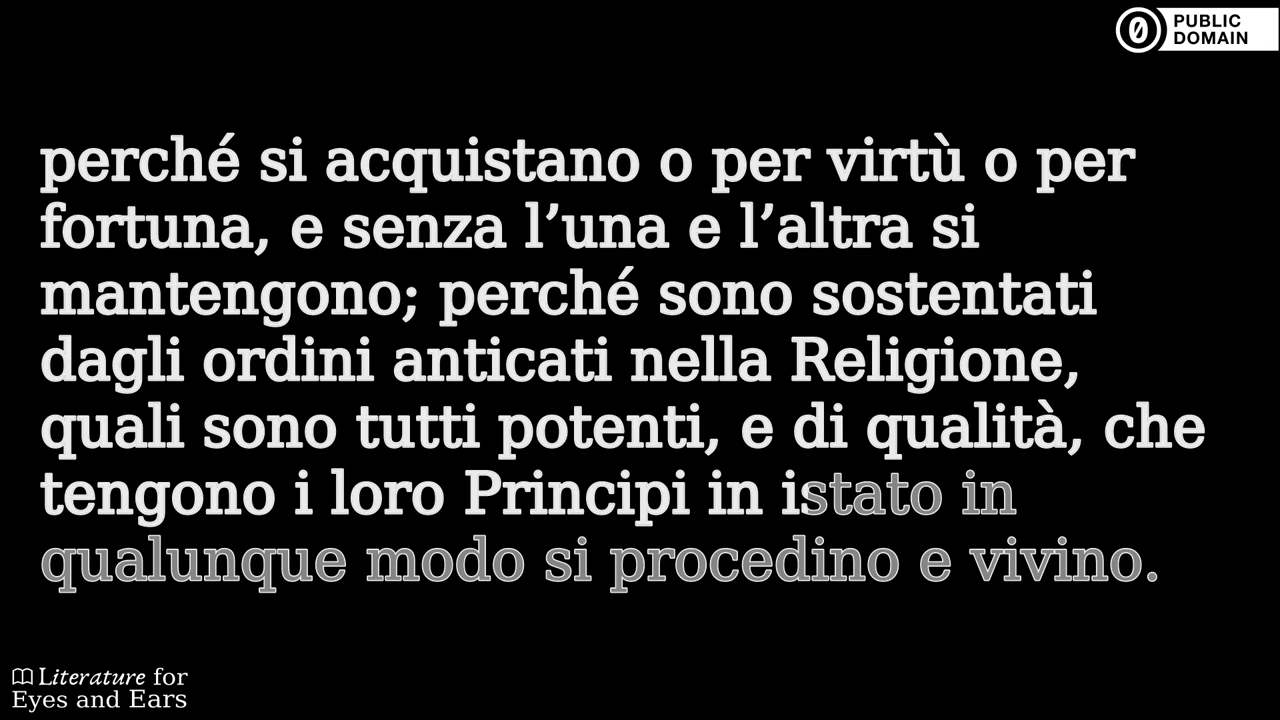 PUBLIC
DOMAIN
perché si acquistano o per virtù o per
fortuna, e senza l’una e l’altra si
mantengono; perché sono sostentati
dagli ordini anticati nella Religione,
quali sono tutti potenti, e di qualità, che
tengono i loro Principi in istato in
qualunque modo si procedino e vivino.
Literature for
Eyes and Ears